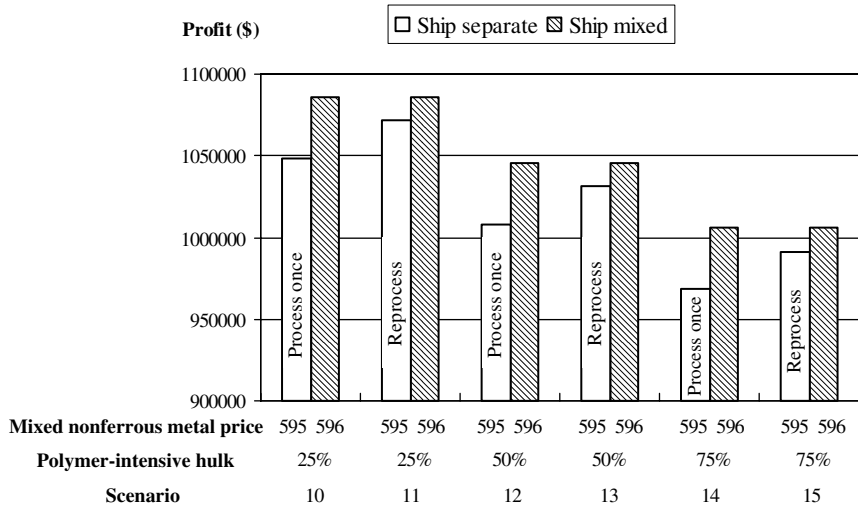 Profit ($)
Ship separate Ship mixed
1100000
1050000
1000000
950000
900000
Process once
Reprocess
Process once
Reprocess
Process once
Reprocess
Mixed nonferrous metal price 595 596 595 596 595 596 595 596 595 596 595 596
Polymer-intensive hulk 25% 25% 50% 50% 75% 75%
Scenario 10 11 12 13 14 15